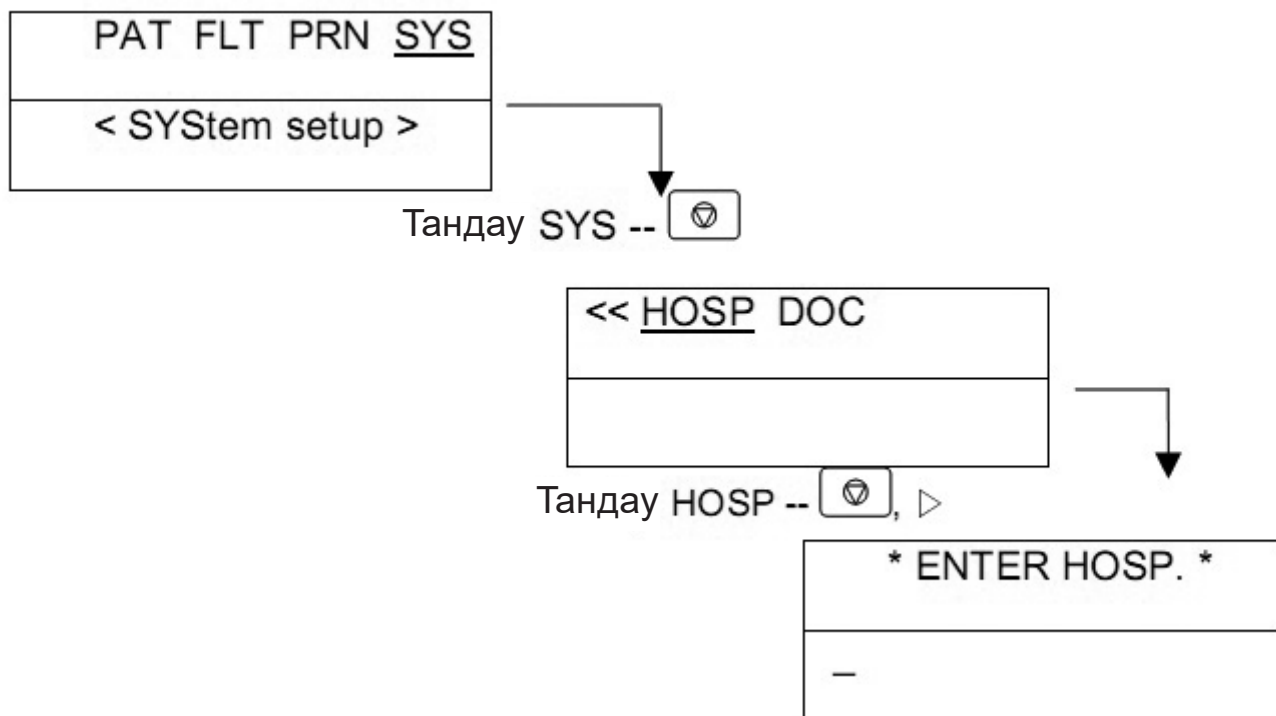 PAT FLT PRN SYS
< SYStem setup >
Тандау SYS --
<< HOSP DOC
Тандау HOSP -- , ▷
* ENTER HOSP. *
_